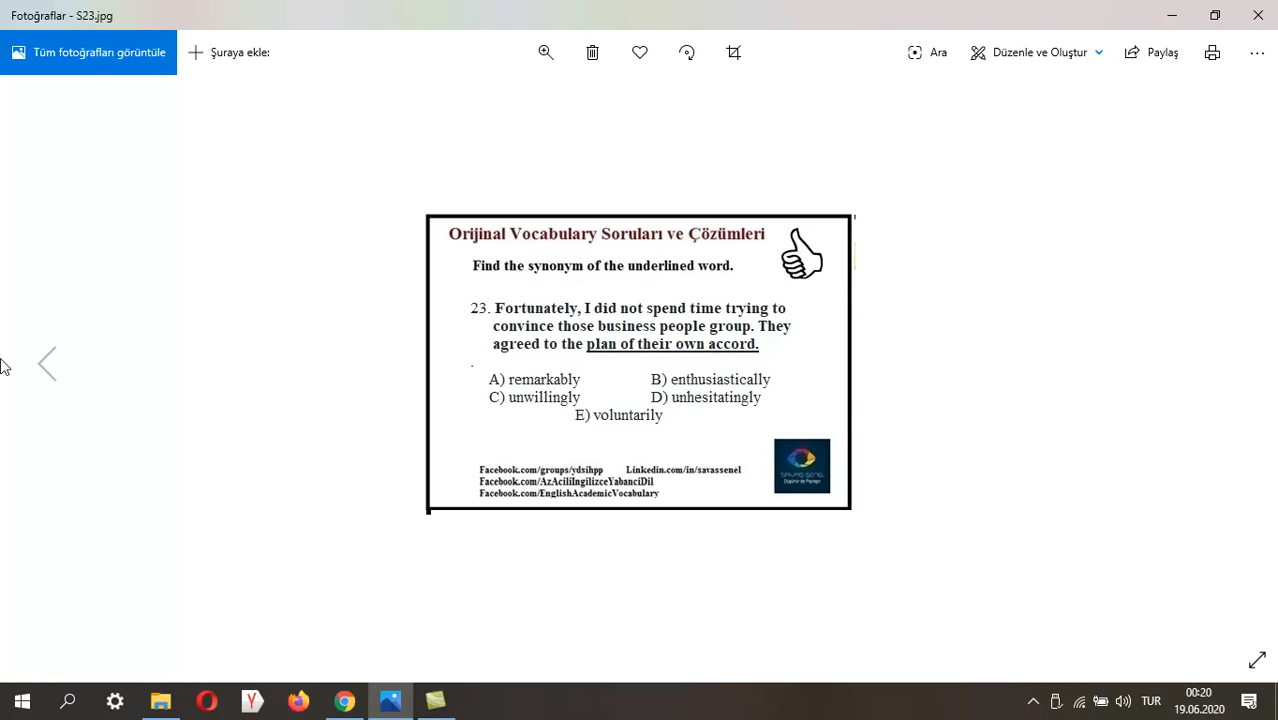 Fotoğraflar - S23.jpg
Tüm fotoğrafları görüntüle
Şuraya ekle:
Ara
Düzenle ve Oluştur
Paylaş
Orijinal Vocabulary Soruları ve Çözümleri
Find the synonym of the underlined word.
23. Fortunately, I did not spend time trying to
convince those business people group. They
agreed to the plan of their own accord.
A) remarkably B) enthusiastically
C) unwillingly D) unhesitatingly
E) voluntarily
Facebook.com/groups/ydsihpp Linkedin.com/in/savassenel
Facebook.com/AzAciliIngilizceYabanciDil
Facebook.com/EnglishAcademicVocabulary
SAVAŞ ŞENEL
TUR
00:20
19.06.2020